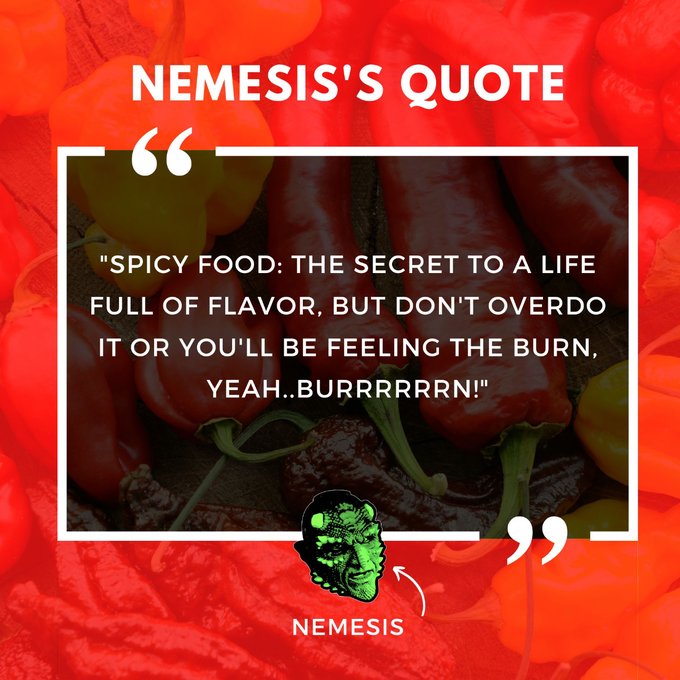 NEMESIS'S QUOTE
"SPICY FOOD: THE SECRET TO A LIFE
FULL OF FLAVOR, BUT DON'T OVERDO
IT OR YOU'LL BE FEELING THE BURN,
YEAH..BURRRRRRN!"
NEMESIS